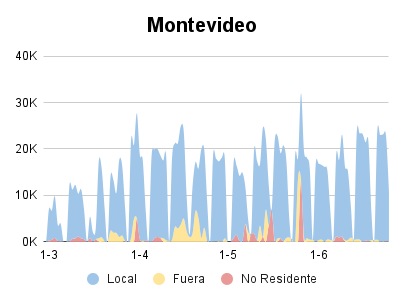 Montevideo
40K
30K
20K
10K
0K
1-3 1-4 1-5 1-6
Local Fuera No Residente